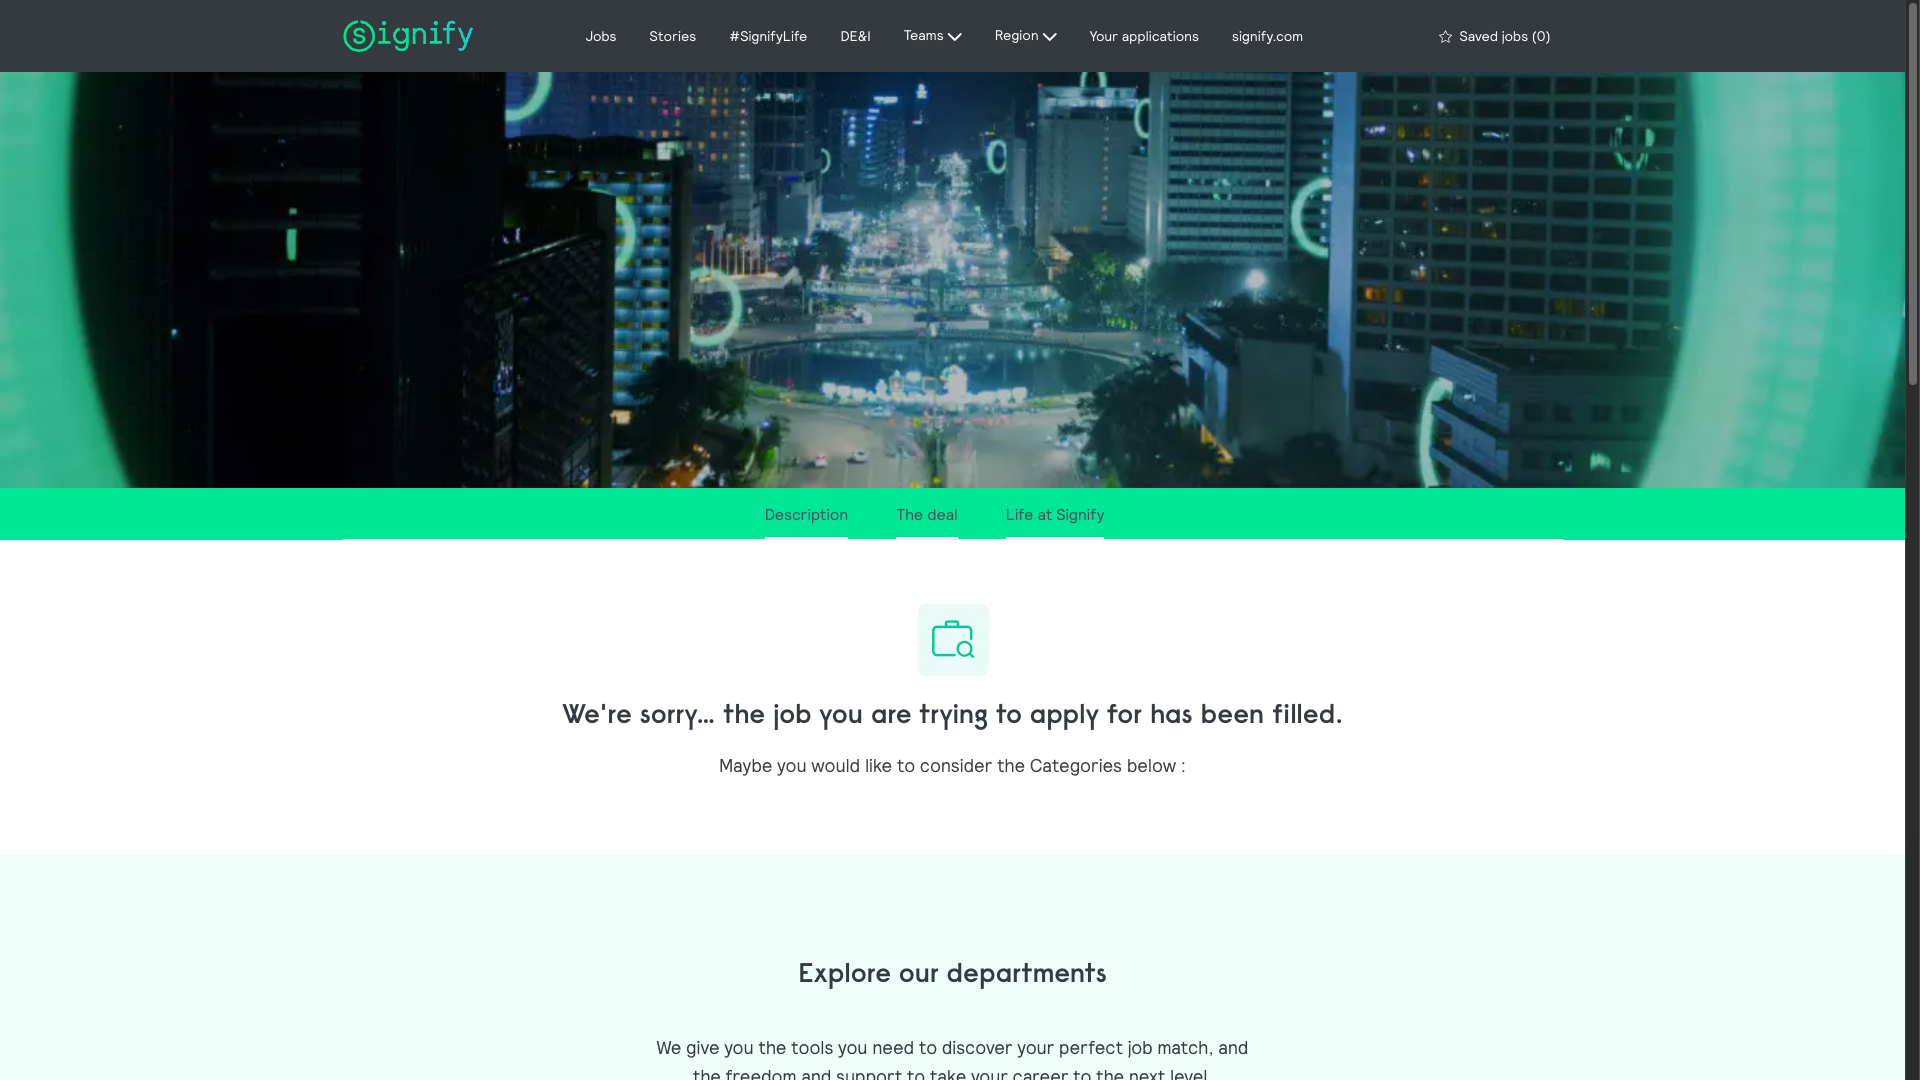 signify
Jobs
Stories
#SignifyLife
DE&I
Teams
Region
Your applications
signify.com
Saved jobs (0)
Description
The deal
Life at Signify
We're sorry... the job you are trying to apply for has been filled.
Maybe you would like to consider the Categories below :
Explore our departments
We give you the tools you need to discover your perfect job match, and
the freedom and support to take your career to the next level.